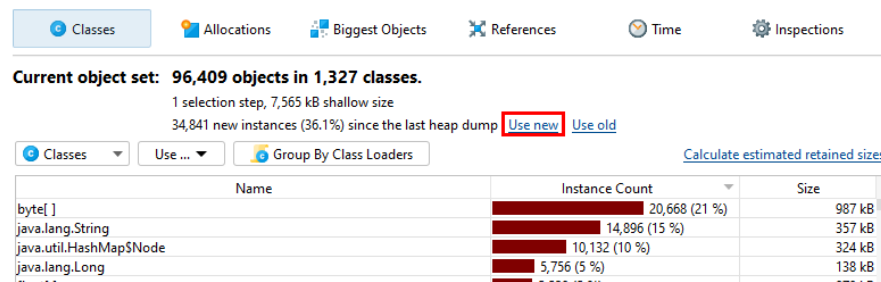 Classes Allocations Biggest Objects References Time Inspections
Current object set: 96,409 objects in 1,327 classes.
1 selection step, 7,565 kB shallow size
34,841 new instances (36.1%) since the last heap dump Use new Use old
Classes Use ... Group By Class Loaders Calculate estimated retained sizes
Name Instance Count Size
byte[ ] 20,668 (21 %) 987 kB
java.lang.String 14,896 (15 %) 357 kB
java.util.HashMap$Node 10,132 (10 %) 324 kB
java.lang.Long 5,756 (5 %) 138 kB